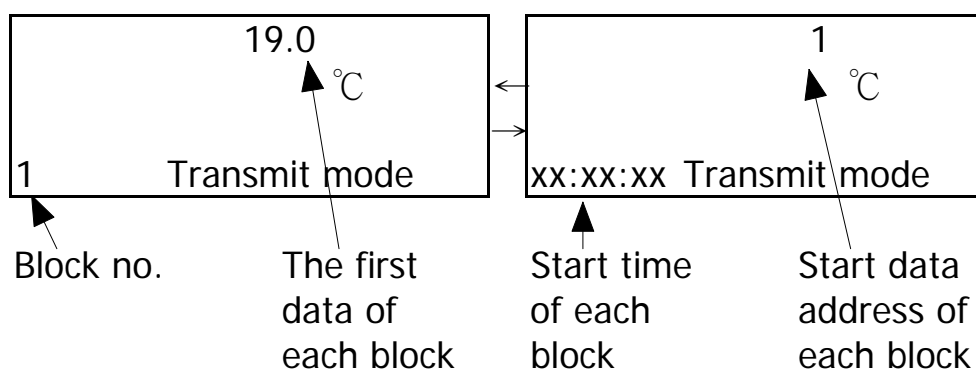 19.0
℃
1 Transmit mode
1
℃
xx:xx:xx Transmit mode
Block no.
The first
data of
each block
Start time
of each
block
Start data
address of
each block